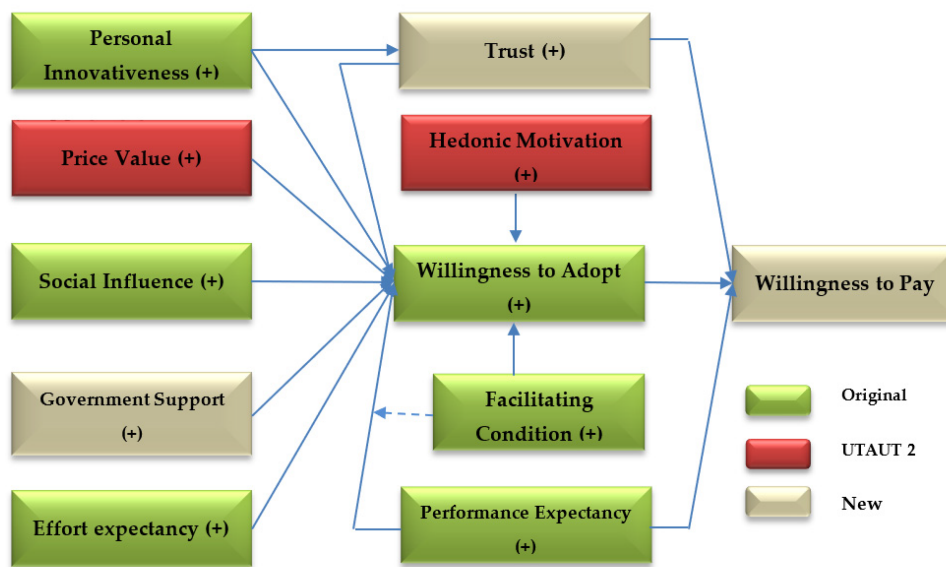 Personal
Innovativeness (+)
Trust (+)
Price Value (+)
Hedonic Motivation
(+)
Social Influence (+)
Willingness to Adopt
(+)
Willingness to Pay
Government Support
(+)
Facilitating
Condition (+)
Effort expectancy (+)
Performance Expectancy
(+)
Original
UTAUT 2
New